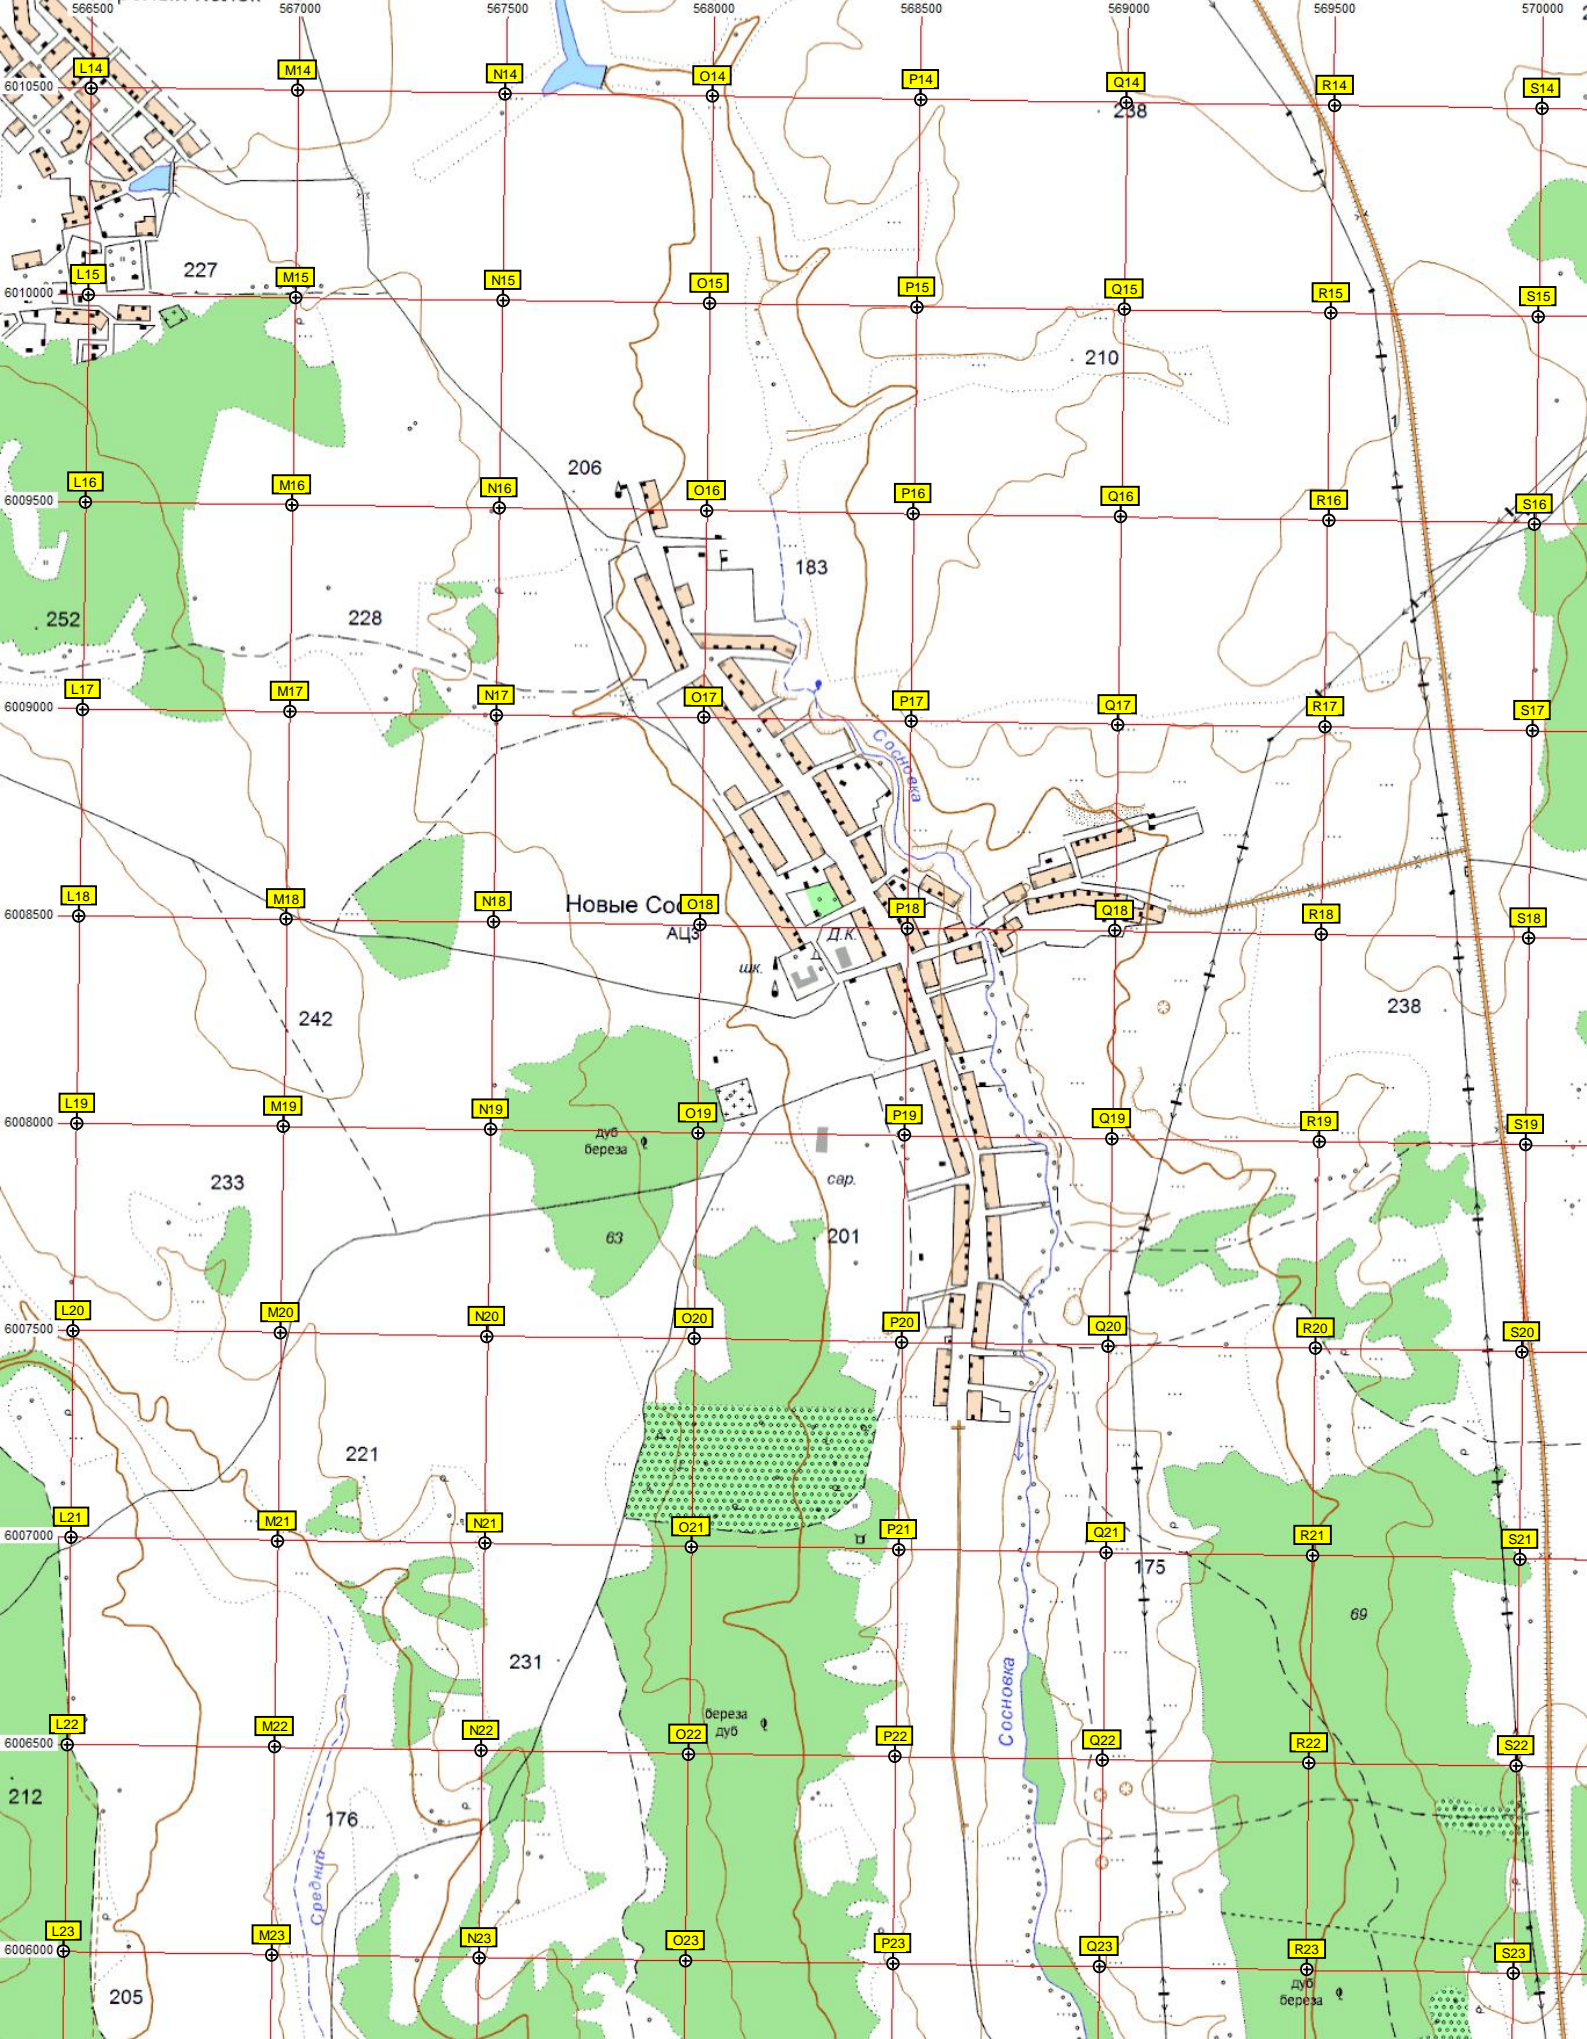 566500 567000 567500 568000 568500 569000 569500 570000
L14 M14 N14 O14 P14 Q14 R14 S14
6010500
238
227
L15 M15 N15 O15 P15 Q15 R15 S15
6010000
210
1
206
L16 M16 N16 O16 P16 Q16 R16 S16
6009500
183
252 228
L17 M17 N17 O17 P17 Q17 R17 S17
6009000
Сосновка
L18 M18 N18 O18 P18 Q18 R18 S18
6008500
Новые Сос
АЦЗ
Д.К.
шк.
242 238
L19 M19 N19 O19 P19 Q19 R19 S19
6008000
дуб
береза
сар.
233
63 201
L20 M20 N20 O20 P20 Q20 R20 S20
6007500
221
L21 M21 N21 O21 P21 Q21 R21 S21
6007000
175
69
231
Сосновка
береза
дуб
L22 M22 N22 O22 P22 Q22 R22 S22
6006500
212
176
Средний
L23 M23 N23 O23 P23 Q23 R23 S23
6006000
дуб
береза
205